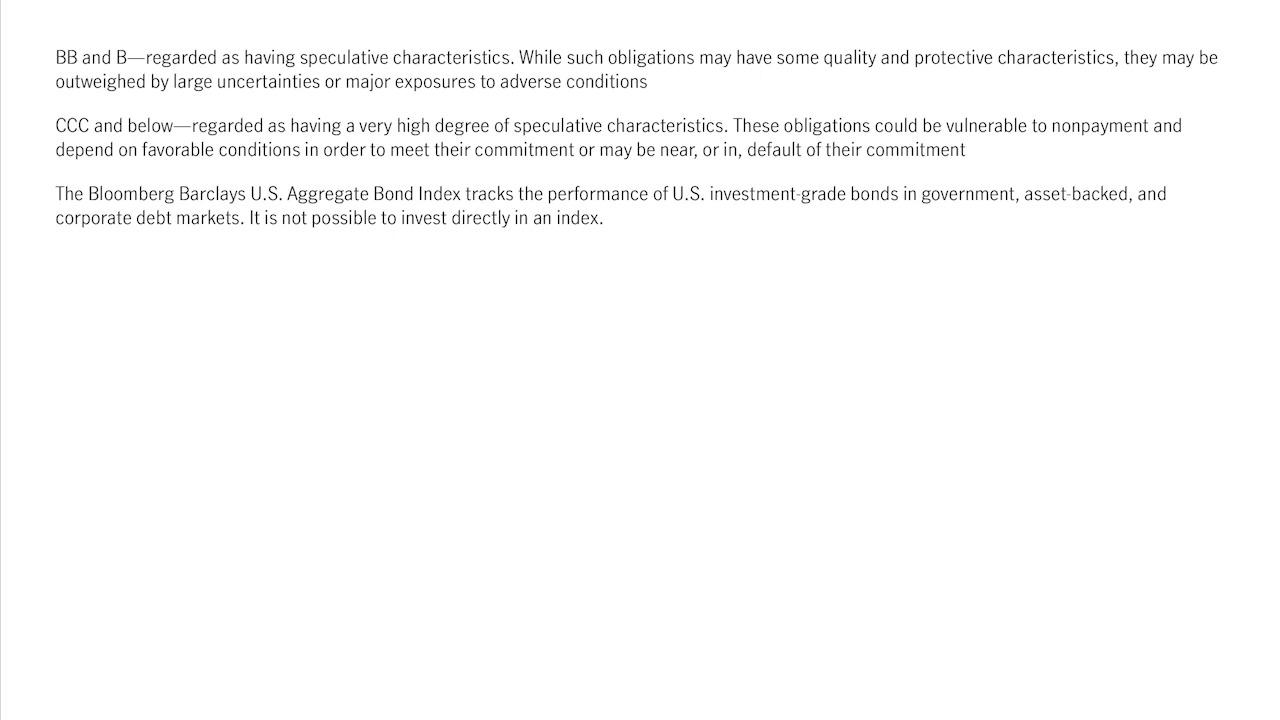 BB and B—regarded as having speculative characteristics. While such obligations may have some quality and protective characteristics, they may be
outweighed by large uncertainties or major exposures to adverse conditions
CCC and below—regarded as having a very high degree of speculative characteristics. These obligations could be vulnerable to nonpayment and
depend on favorable conditions in order to meet their commitment or may be near, or in, default of their commitment
The Bloomberg Barclays U.S. Aggregate Bond Index tracks the performance of U.S. investment-grade bonds in government, asset-backed, and
corporate debt markets. It is not possible to invest directly in an index.